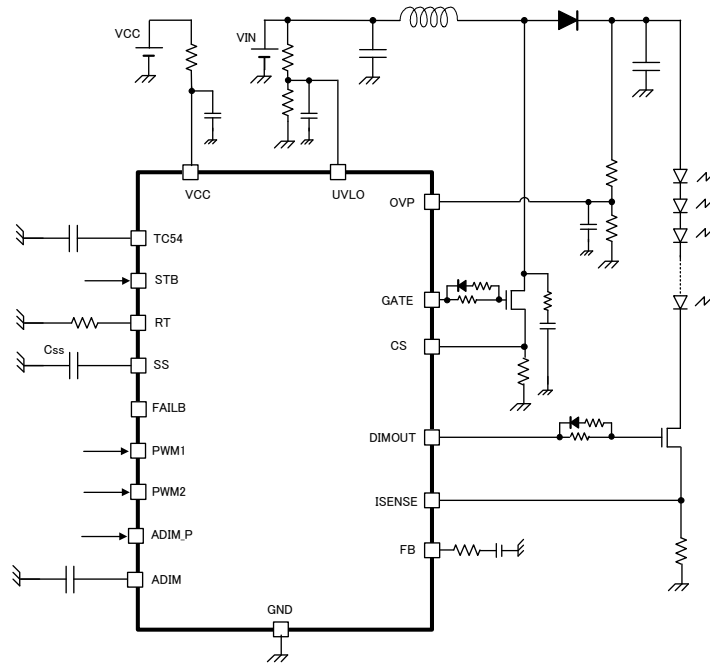 VCC
VIN
VCC
UVLO
OVP
TC54
STB
GATE
RT
CS
Css
SS
FAILB
DIMOUT
PWM1
PWM2
ISENSE
ADIM_P
FB
ADIM
GND